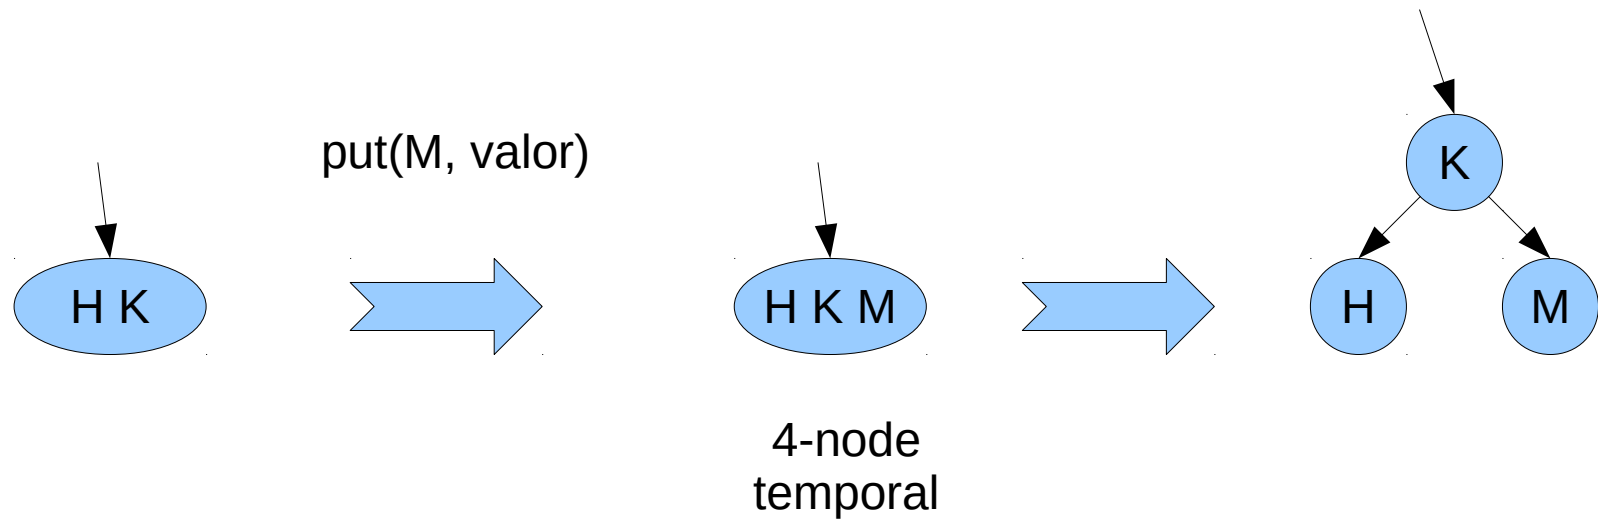 put(M, valor)
H K
H K M
K
H
M
4-node
temporal